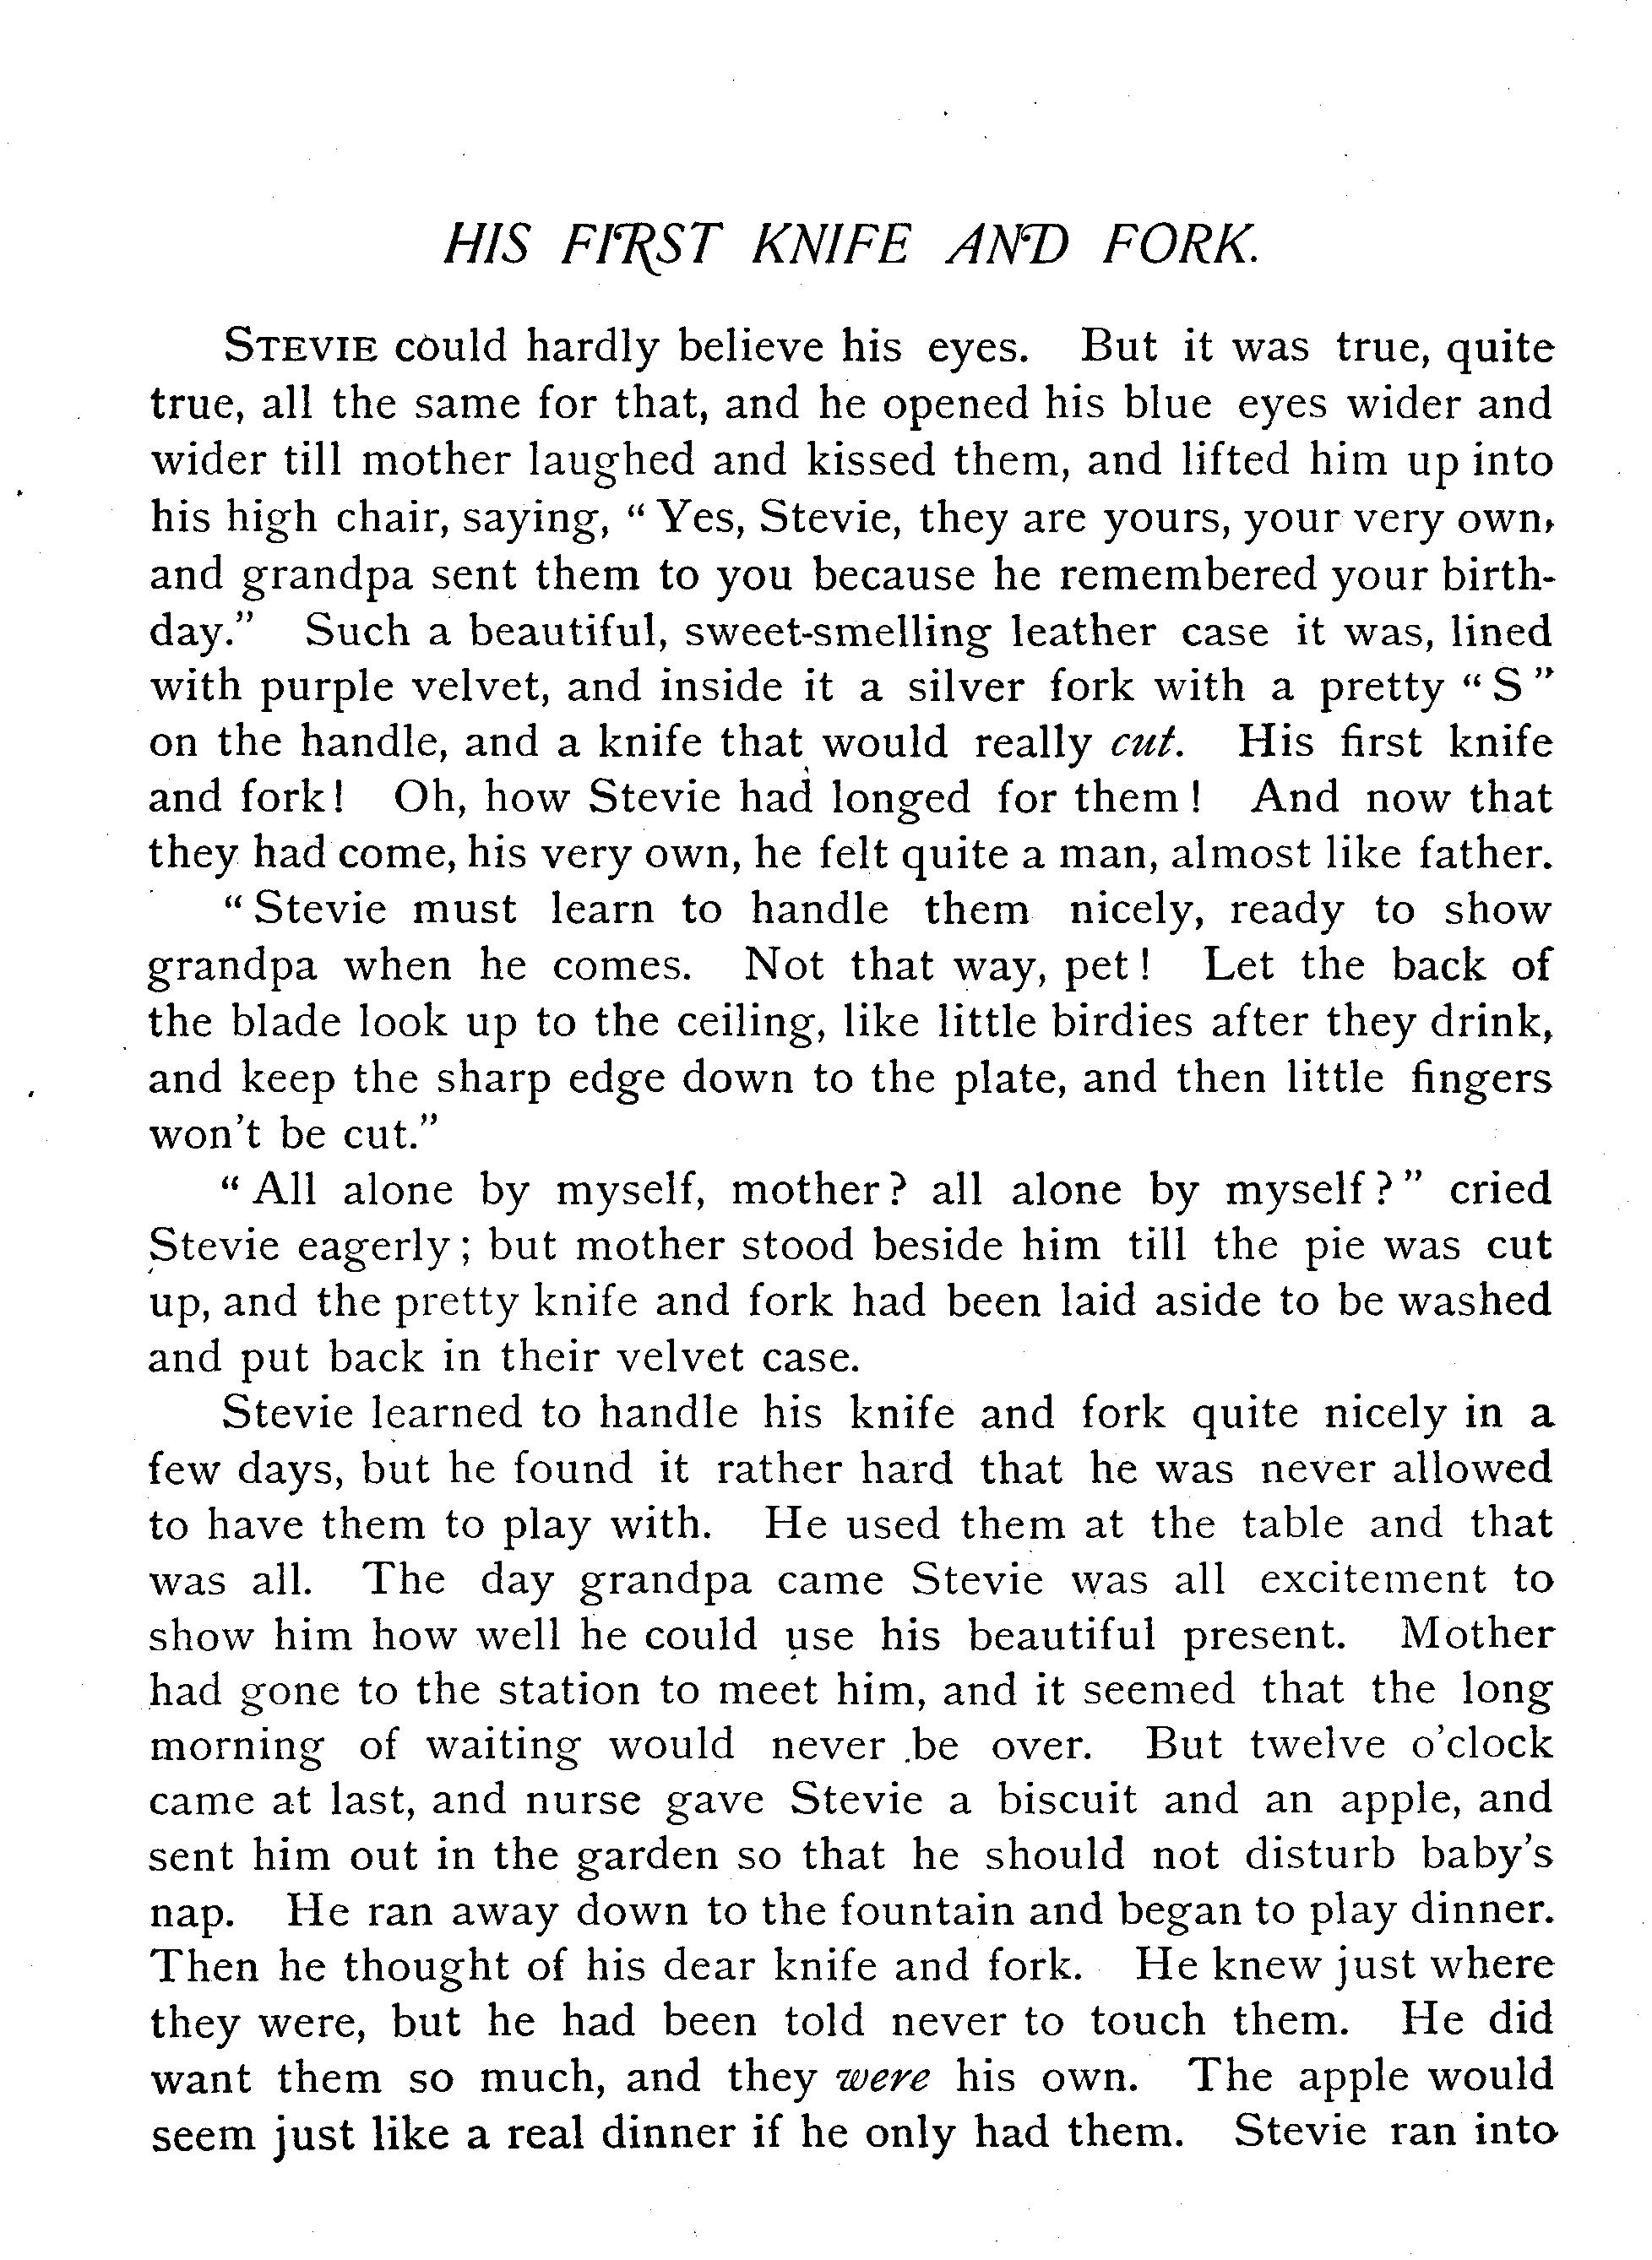 HIS FIRST KNIFE AND FORK.
STEVIE could hardly believe his eyes. But it was true, quite
true, all the same for that, and he opened his blue eyes wider and
wider till mother laughed and kissed them, and lifted him up into
his high chair, saying, “ Yes, Stevie, they are yours, your very own,
and grandpa sent them to you because he remembered your birth-
day.” Such a beautiful, sweet-smelling leather case it was, lined
with purple velvet, and inside it a silver fork with a pretty “ S ”
on the handle, and a knife that would really cut. His first knife
and fork! Oh, how Stevie had longed for them ! And now that
they had come, his very own, he felt quite a man, almost like father.
“ Stevie must learn to handle them nicely, ready to show
grandpa when he comes. Not that way, pet ! Let the back of
the blade look up to the ceiling, like little birdies after they drink,
and keep the sharp edge down to the plate, and then little fingers
won't be cut.”
“ All alone by myself, mother ? all alone by myself ? ” cried
Stevie eagerly ; but mother stood beside him till the pie was cut
up, and the pretty knife and fork had been laid aside to be washed
and put back in their velvet case.
Stevie learned to handle his knife and fork quite nicely in a
few days, but he found it rather hard that he was never allowed
to have them to play with. He used them at the table and that
was all. The day grandpa came Stevie was all excitement to
show him how well he could use his beautiful present. Mother
had gone to the station to meet him, and it seemed that the long
morning of waiting would never be over. But twelve o'clock
came at last, and nurse gave Stevie a biscuit and an apple, and
sent him out in the garden so that he should not disturb baby's
nap. He ran away down to the fountain and began to play dinner.
Then he thought of his dear knife and fork. He knew just where
they were, but he had been told never to touch them. He did
want them so much, and they were his own. The apple would
seem just like a real dinner if he only had them. Stevie ran into